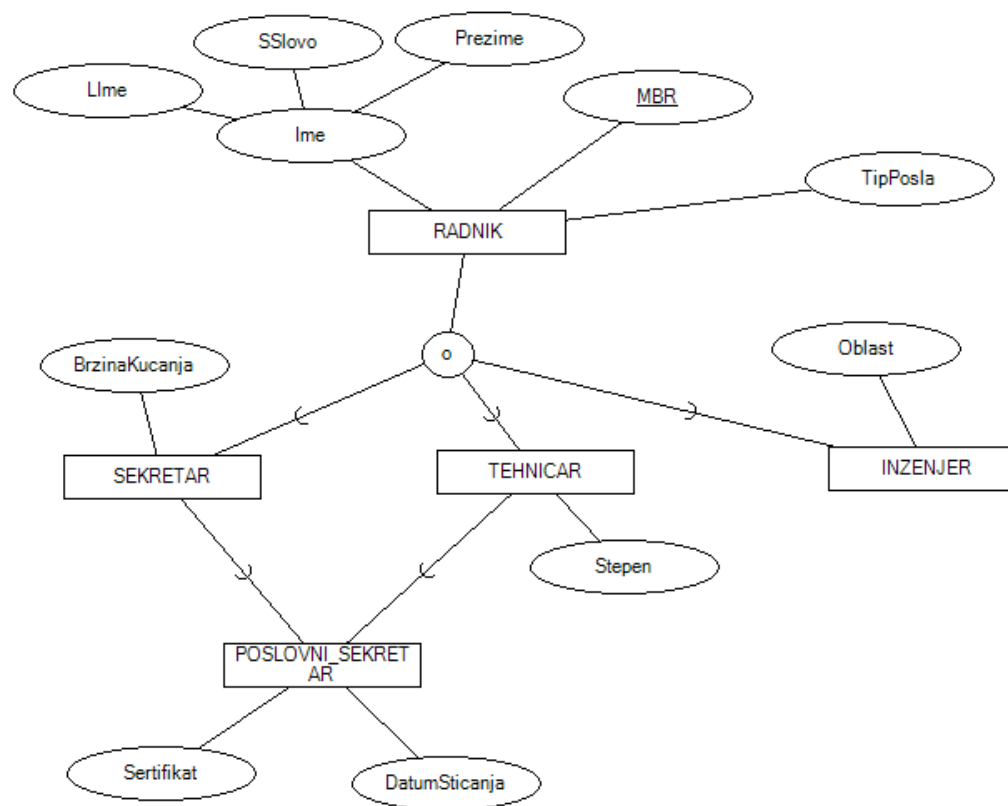 SSlovo
Prezime
LIme
MBR
Ime
TipPosla
RADNIK
o
Oblast
BrzinaKucanja
SEKRETAR
TEHNICAR
INZENJER
Stepen
POSLOVNI_SEKRET
AR
Sertifikat
DatumSticanja